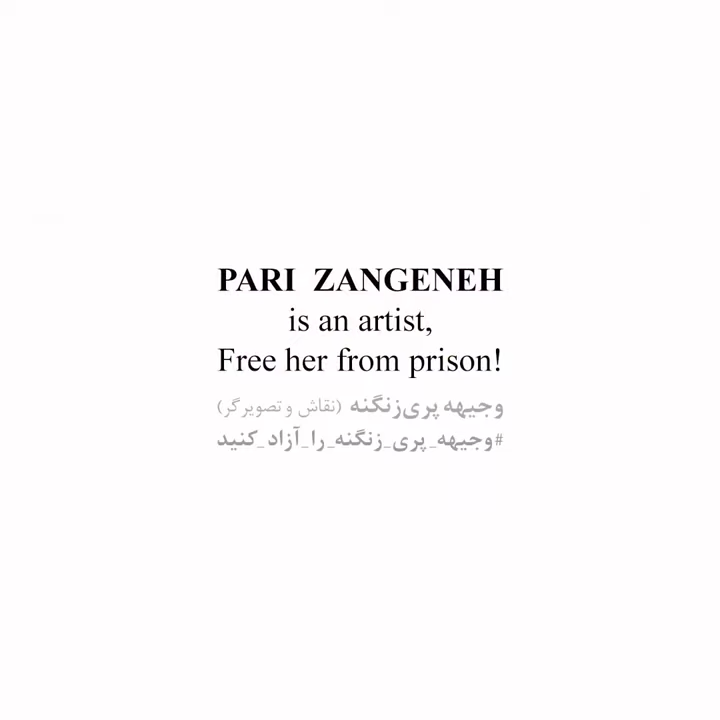 PARI ZANGENEH
is an artist,
Free her from prison!
وجیهه پری‌زنگنه (نقاش و تصویرگر)
#وجیهه_پری_زنگنه_را_آزاد_کنید